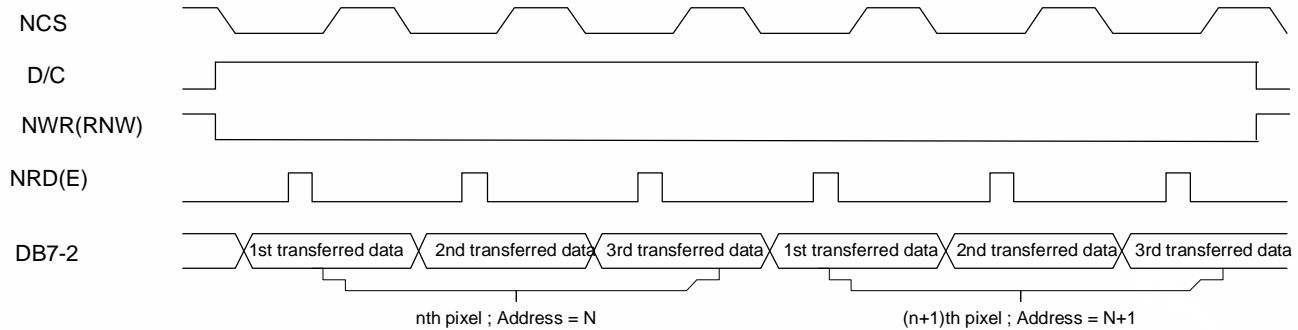 NCS
D/C
NWR(RNW)
NRD(E)
DB7-2
1st transferred data 2nd transferred data 3rd transferred data 1st transferred data 2nd transferred data 3rd transferred data
nth pixel ; Address = N (n+1)th pixel ; Address = N+1